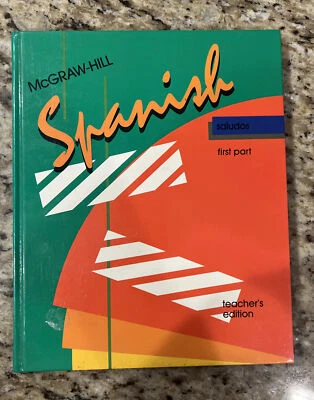 McGRAW-HILL
Spanish
saludos
first part
teacher's
edition